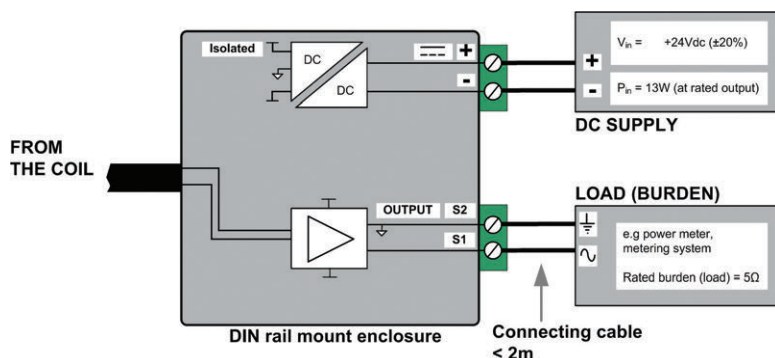 Isolated
DC
DC
+
-
+
-
Vin = +24Vdc (±20%)
Pin = 13W (at rated output)
DC SUPPLY
FROM
THE COIL
OUTPUT S2
S1
LOAD (BURDEN)
e.g power meter,
metering system
Rated burden (load) = 5Ω
DIN rail mount enclosure
Connecting cable
< 2m